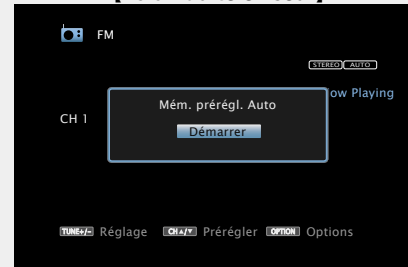 FM
STEREO AUTO
ow Playing
Mém. prérégl. Auto
CH 1
Démarrer
TUNE+/- Réglage CH▲/▼ Prérégler OPTION Options